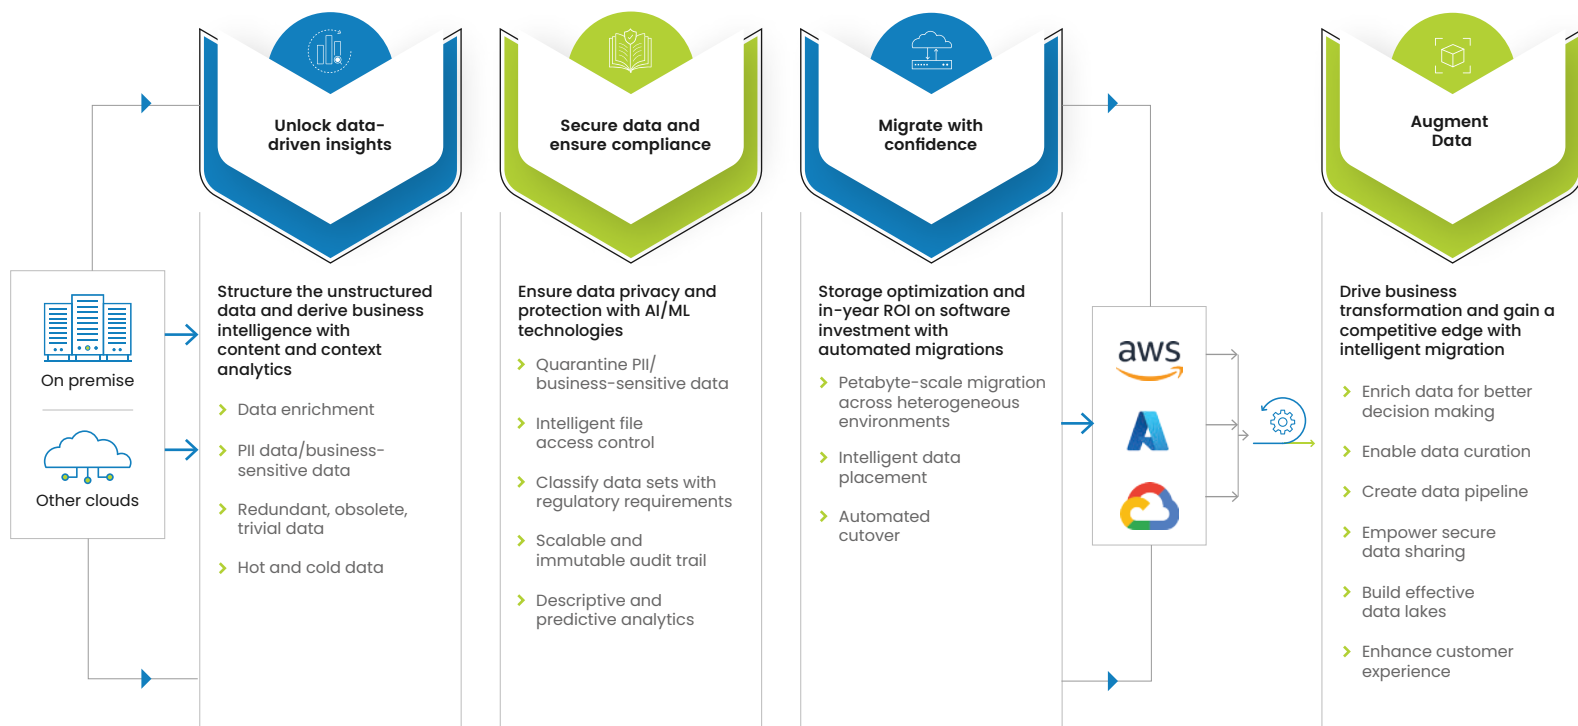 On premise
Other clouds
Unlock data-
driven insights
Structure the unstructured
data and derive business
intelligence with
content and context
analytics
Data enrichment
PII data/business-
sensitive data
Redundant, obsolete,
trivial data
Hot and cold data
Secure data and
ensure compliance
Ensure data privacy and
protection with AI/ML
technologies
Quarantine PII/
business-sensitive data
Intelligent file
access control
Classify data sets with
regulatory requirements
Scalable and
immutable audit trail
Descriptive and
predictive analytics
Migrate with
confidence
Storage optimization and
in-year ROI on software
investment with
automated migrations
Petabyte-scale migration
across heterogeneous
environments
Intelligent data
placement
Automated
cutover
aws
Augment
Data
Drive business
transformation and gain a
competitive edge with
intelligent migration
Enrich data for better
decision making
Enable data curation
Create data pipeline
Empower secure
data sharing
Build effective
data lakes
Enhance customer
experience